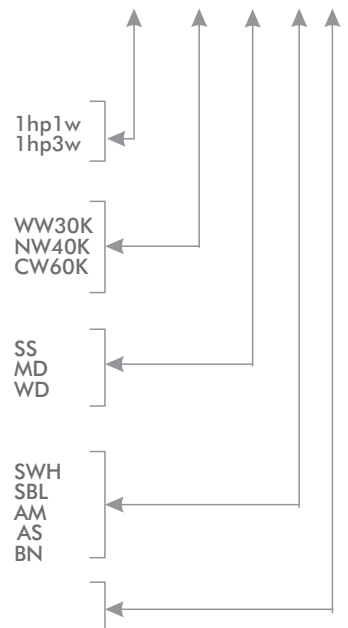 1hp1w
1hp3w
WW30K
NW40K
CW60K
SS
MD
WD
SWH
SBL
AM
AS
BN